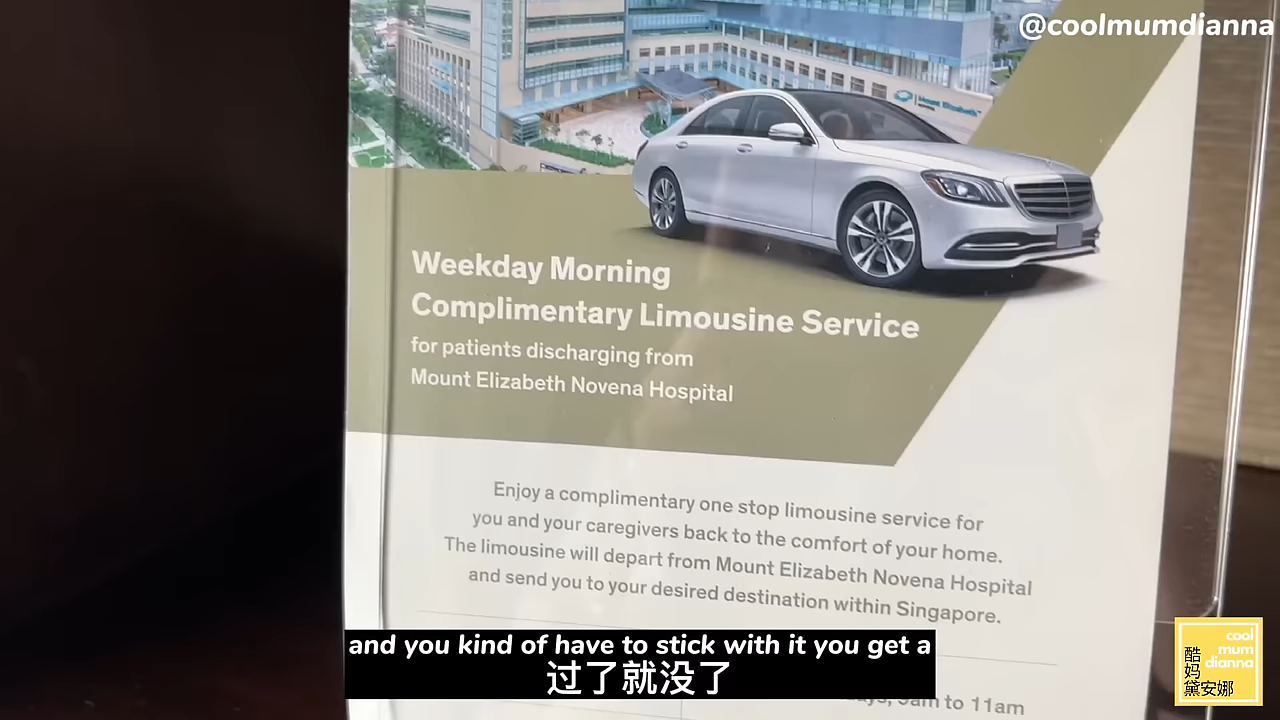 @coolmumdianna
Mount Elizabeth
Weekday Morning
Complimentary Limousine Service
for patients discharging from
Mount Elizabeth Novena Hospital
Enjoy a complimentary one stop limousine service for
you and your caregivers back to the comfort of your home.
The limousine will depart from Mount Elizabeth Novena Hospital
and send you to your desired destination within Singapore.
to 11am
and you kind of have to stick with it you get a
过了就没了
cool
mum
dianna
酷
妈
黛安娜